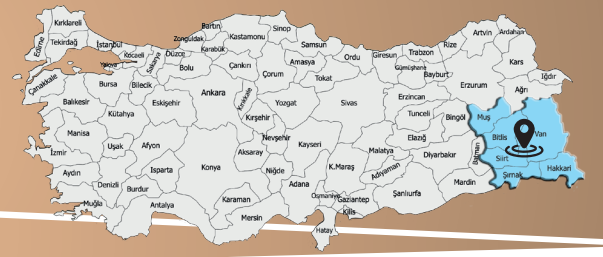 Kırklareli
Edirne
Tekirdağ
İstanbul
Kocaeli
Yalova
Sakarya
Düzce
Zonguldak
Bartın
Karabük
Kastamonu
Sinop
Samsun
Ordu
Giresun
Trabzon
Rize
Artvin
Ardahan
Kars
Iğdır
Ağrı
Erzurum
Bayburt
Gümüşhane
Çanakkale
Bursa
Bilecik
Bolu
Çankırı
Çorum
Amasya
Tokat
Balıkesir
Kütahya
Eskişehir
Ankara
Kırıkkale
Kırşehir
Yozgat
Sivas
Erzincan
Tunceli
Bingöl
Muş
Bitlis
Van
Manisa
İzmir
Uşak
Afyon
Aksaray
Nevşehir
Kayseri
Malatya
Elazığ
Diyarbakır
Batman
Siirt
Şırnak
Hakkari
Aydın
Denizli
Burdur
Isparta
Konya
Niğde
K.Maraş
Adıyaman
Şanlıurfa
Mardin
Muğla
Antalya
Karaman
Mersin
Adana
Osmaniye
Gaziantep
Kilis
Hatay